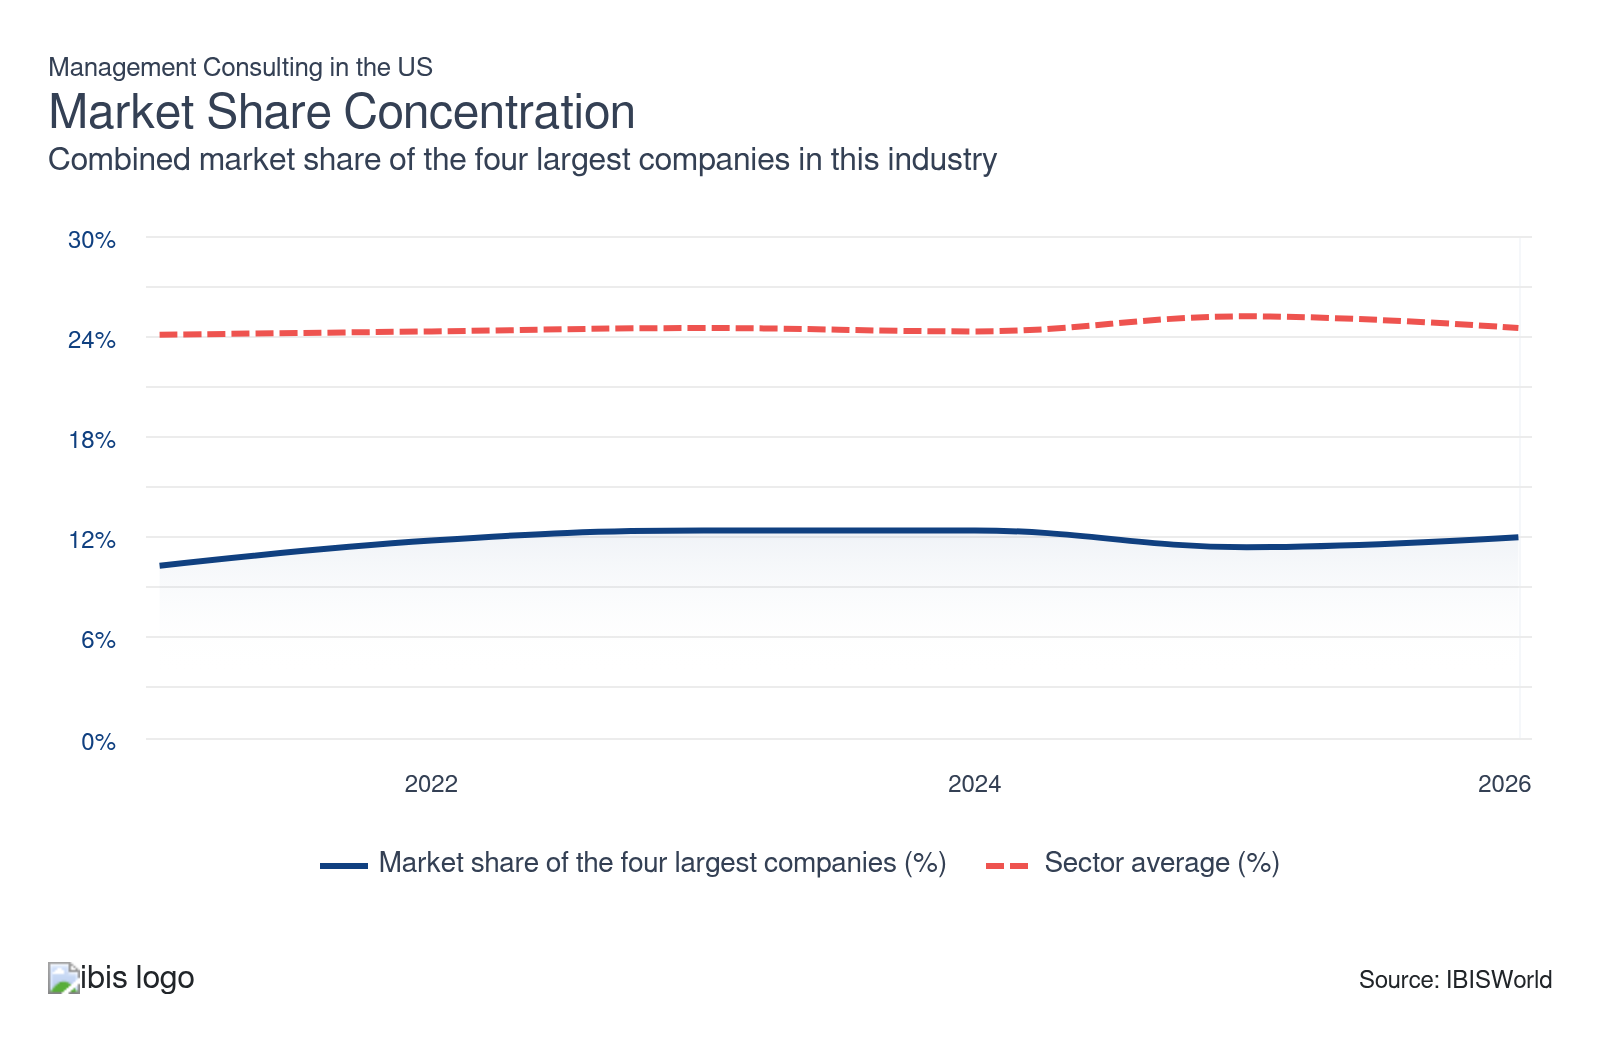 Management Consulting in the US
Market Share Concentration
Combined market share of the four largest companies in this industry
30%
24%
18%
12%
6%
0%
2022 2024 2026
Market share of the four largest companies (%) Sector average (%)
ibis logo Source: IBISWorld